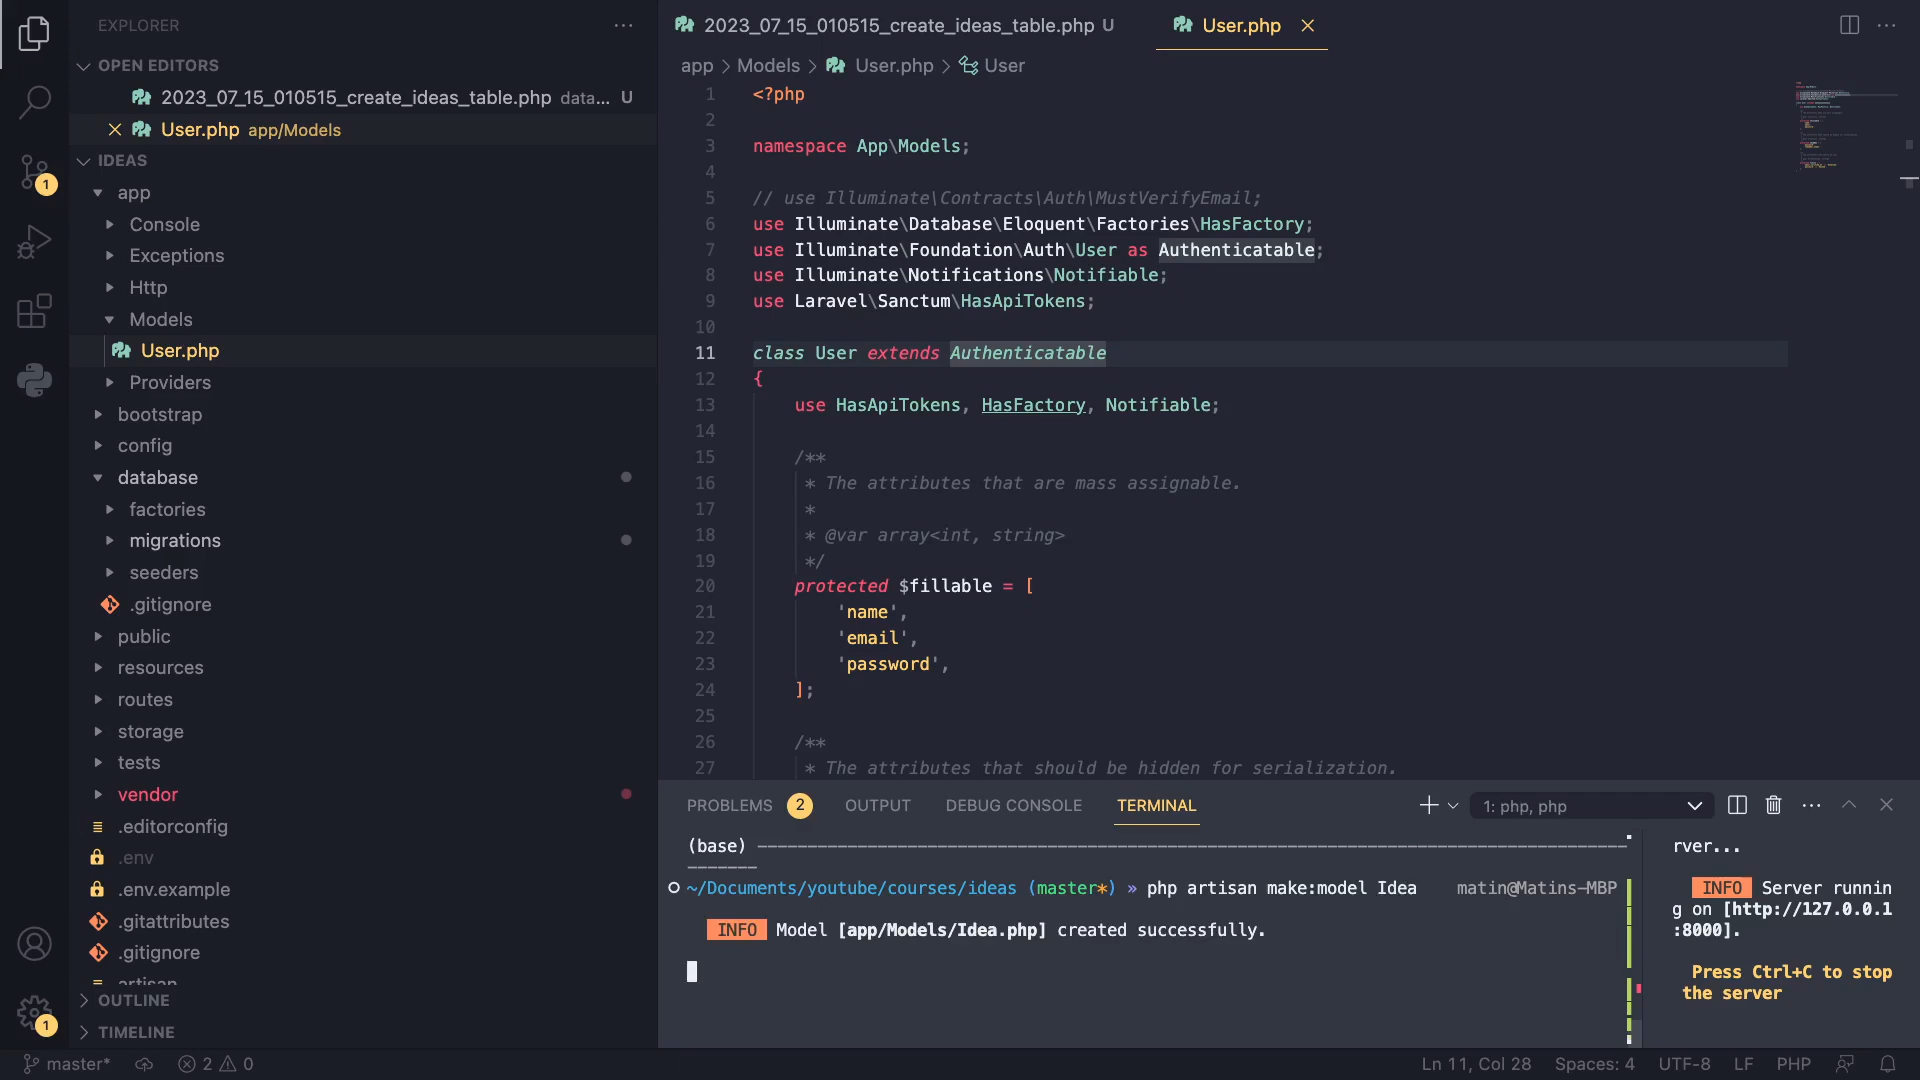 EXPLORER
OPEN EDITORS
2023_07_15_010515_create_ideas_table.php data... U
User.php app/Models
IDEAS
app
Console
Exceptions
Http
Models
User.php
Providers
bootstrap
config
database
factories
migrations
seeders
.gitignore
public
resources
routes
storage
tests
vendor
.editorconfig
.env
.env.example
.gitattributes
.gitignore
artisan
OUTLINE
TIMELINE
1
1
2023_07_15_010515_create_ideas_table.php U
User.php
app > Models > User.php > User
1 <?php
2
3 namespace App\Models;
4
5 // use Illuminate\Contracts\Auth\MustVerifyEmail;
6 use Illuminate\Database\Eloquent\Factories\HasFactory;
7 use Illuminate\Foundation\Auth\User as Authenticatable;
8 use Illuminate\Notifications\Notifiable;
9 use Laravel\Sanctum\HasApiTokens;
10
11 class User extends Authenticatable
12 {
13 use HasApiTokens, HasFactory, Notifiable;
14
15 /**
16 * The attributes that are mass assignable.
17 *
18 * @var array<int, string>
19 */
20 protected $fillable = [
21 'name',
22 'email',
23 'password',
24 ];
25
26 /**
27 * The attributes that should be hidden for serialization.
PROBLEMS 2 OUTPUT DEBUG CONSOLE TERMINAL 1: php, php
(base)
~/Documents/youtube/courses/ideas (master*) » php artisan make:model Idea matin@Matins-MBP
INFO Model [app/Models/Idea.php] created successfully.
rver...
INFO Server runnin
g on [http://127.0.0.1
:8000].
Press Ctrl+C to stop
the server
master* 2 0 Ln 11, Col 28 Spaces: 4 UTF-8 LF PHP